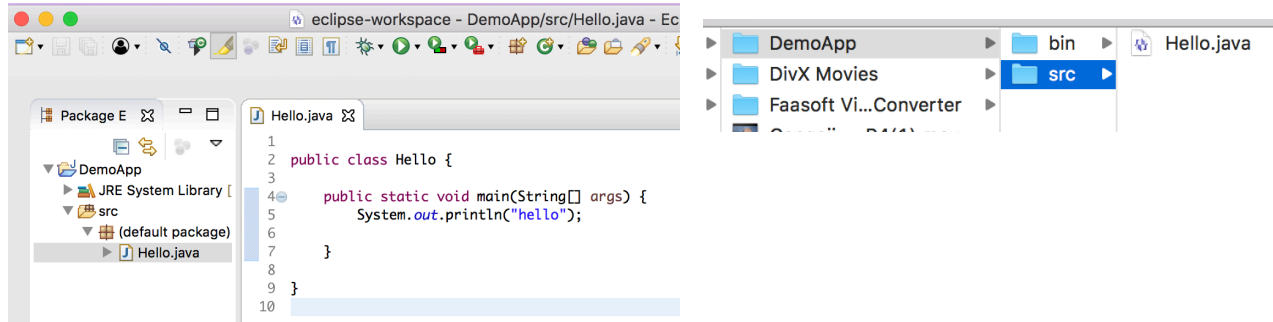 eclipse-workspace - DemoApp/src/Hello.java - Ec
Package E
DemoApp
JRE System Library [
src
(default package)
Hello.java
Hello.java
1
2 public class Hello {
3
4 public static void main(String[] args) {
5 System.out.println("hello");
6
7 }
8
9 }
10
DemoApp
DivX Movies
Faasoft Vi...Converter
bin
src
Hello.java